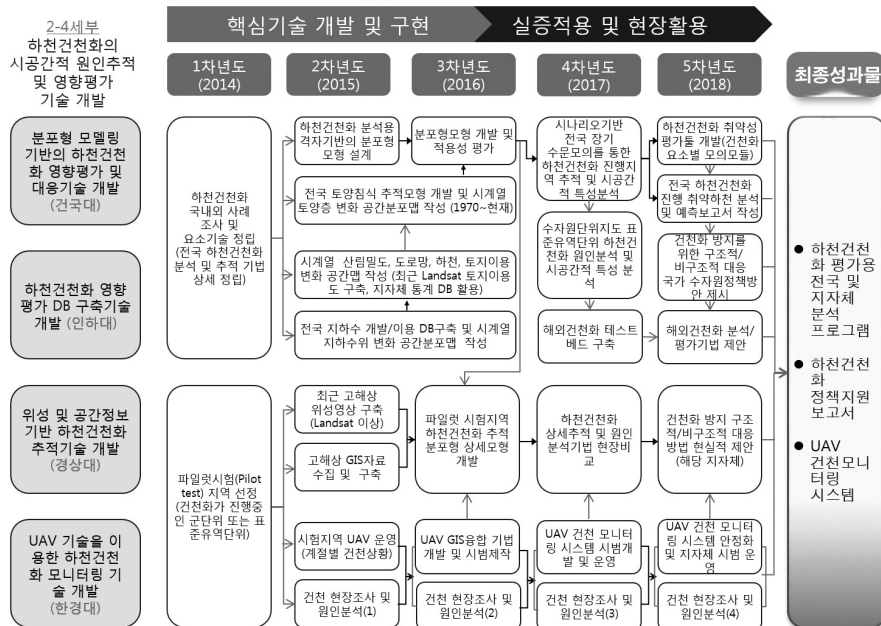 2-4세부
하천건천화의
시공간적 원인추적
및 영향평가
기술 개발
핵심기술 개발 및 구현
실증적용 및 현장활용
1차년도
(2014)
2차년도
(2015)
3차년도
(2016)
4차년도
(2017)
5차년도
(2018)
최종성과물
분포형 모델링
기반의 하천건천
화 영향평가 및
대응기술 개발
(건국대)
하천건천화 영향
평가 DB 구축기술
개발 (인하대)
위성 및 공간정보
기반 하천건천화
추적기술 개발
(경상대)
UAV 기술을 이
용한 하천건천
화 모니터링 기
술 개발
(한경대)
하천건천화
국내외 사례
조사 및
요소기술 정립
(전국 하천건천화
분석 및 추적 기법
상세 정립)
파일럿시험(Pilot
test) 지역 선정
(건천화가 진행중
인 군단위 또는 표
준유역단위)
하천건천화 분석용
격자기반의 분포형
모형 설계
분포형모형 개발 및
적용성 평가
전국 토양침식 추적모형 개발 및 시계열
토양층 변화 공간분포맵 작성 (1970~현재)
시계열 산림밀도, 도로망, 하천, 토지이용
변화 공간맵 작성 (최근 Landsat 토지이용
도 구축, 지자체 통계 DB 활용)
전국 지하수 개발/이용 DB구축 및 시계열
지하수위 변화 공간분포맵 작성
시나리오기반
전국 장기
수문모의를 통한
하천건천화 진행지
역 추적 및 시공간
적 특성분석
수자원단위지도 표
준유역단위 하천건
천화 원인분석 및
시공간적 특성 분
석
해외건천화 테스트
베드 구축
하천건천화 취약성
평가툴 개발(건천화
요소별 모의모듈)
전국 하천건천화
진행 취약하천 분석
및 예측보고서 작성
건천화 방지를
위한 구조적/
비구조적 대응
국가 수자원정책방
안 제시
해외건천화 분석/
평가기법 제안
최근 고해상
위성영상 구축
(Landsat 이상)
고해상 GIS자료
수집 및 구축
시험지역 UAV 운영
(계절별 건천상황)
건천 현장조사 및
원인분석(1)
파일럿 시험지역
하천건천화 추적
분포형 상세모형
개발
UAV GIS융합 기법
개발 및 시범제작
건천 현장조사 및
원인분석(2)
하천건천화
상세추적 및 원인
분석기법 현장비
교
UAV 건천 모니터
링 시스템 시범개
발 및 운영
건천 현장조사 및
원인분석(3)
건천화 방지 구조
적/비구조적 대응
방법 현실적 제안
(해당 지자체)
UAV 건천 모니터
링 시스템 안정화
및 지자체 시범 운
영
건천 현장조사 및
원인분석(4)
● 하천건천
화 평가용
전국 및
지자체
분석
프로그램
● 하천건천
화
정책지원
보고서
● UAV
건천모니
터링
시스템